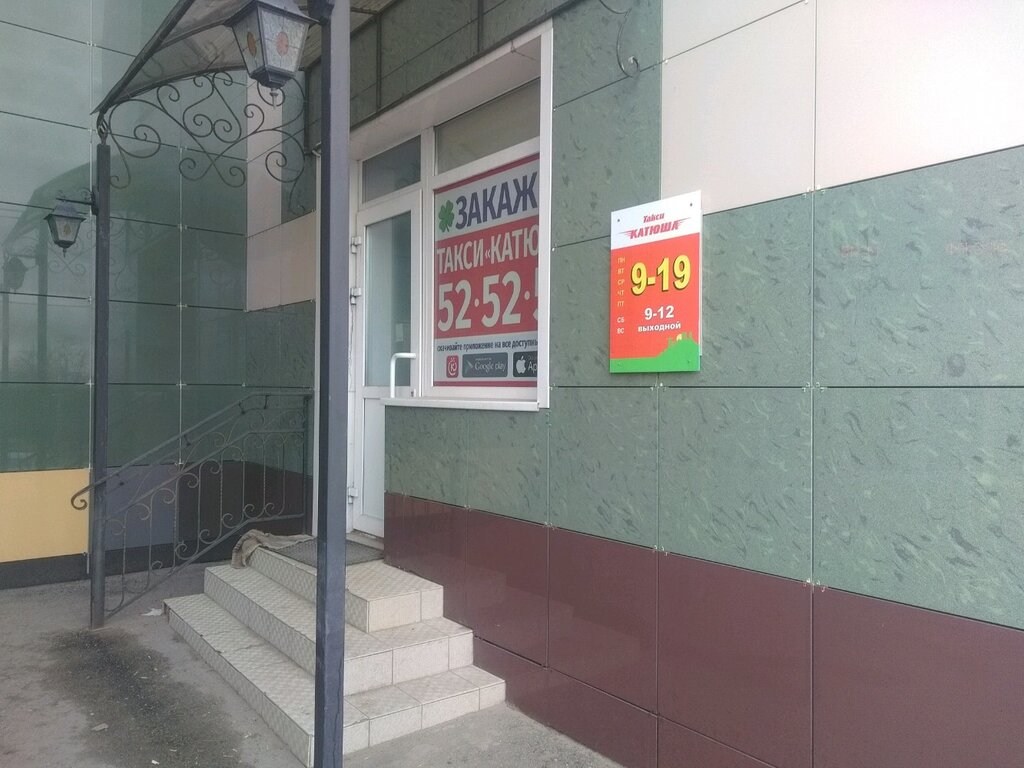 ЗАКАЖ
ТАКСИ «КАТЮ
52·52·
скачивайте приложение на все доступны
Google play
Ap
Такси
КАТЮША
ПН
ВТ
СР
ЧТ
ПТ
9-19
СБ
9-12
ВС
выходной